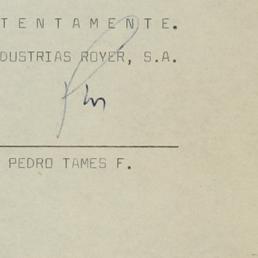 TENTAMENTE.
DUSTRIAS ROYER, S.A.
PEDRO TAMES F.